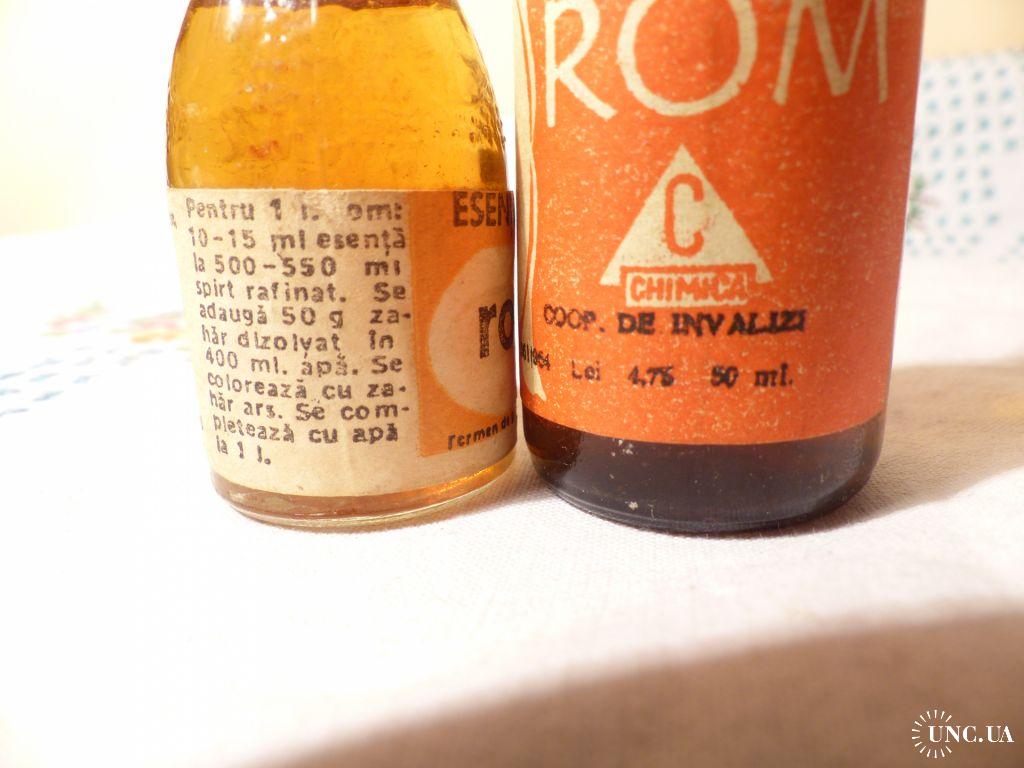 Pentru 1 l. om:
10-15 ml esență
la 500-550 ml
spirt rafinat. Se
adaugă 50 g za-
hăr dizolvat în
400 ml. apă. Se
colorează cu za-
hăr ars. Se com-
pletează cu apă
la 1 l.
ESEN
ro
Termen de
ROM
C
CHIMICA
COOP. DE INVALIZI
Lei 4,75 50 ml.
UNC.UA